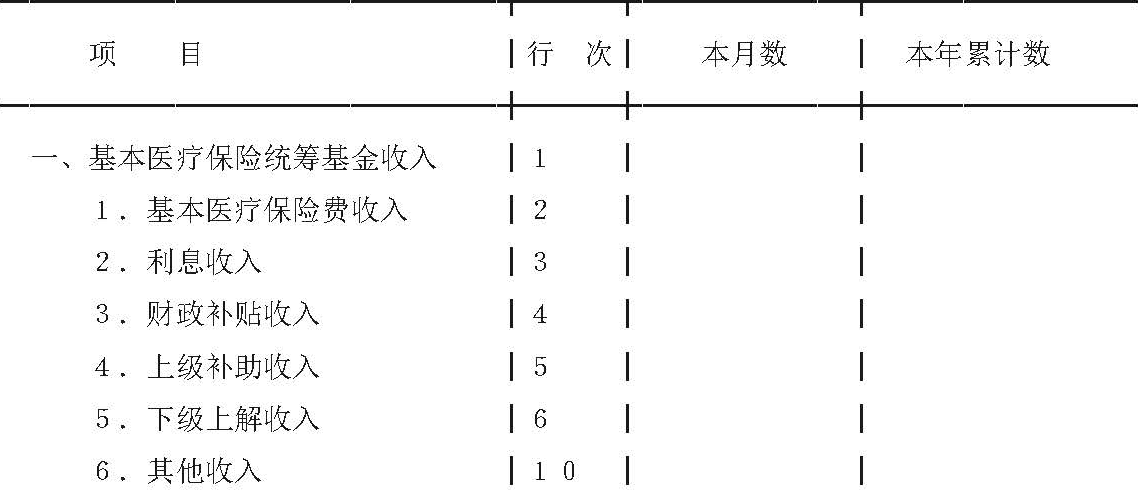 项 目 行 次 本月数 本年累计数
一、基本医疗保险统筹基金收入 1
1．基本医疗保险费收入 2
2．利息收入 3
3．财政补贴收入 4
4．上级补助收入 5
5．下级上解收入 6
6．其他收入 10